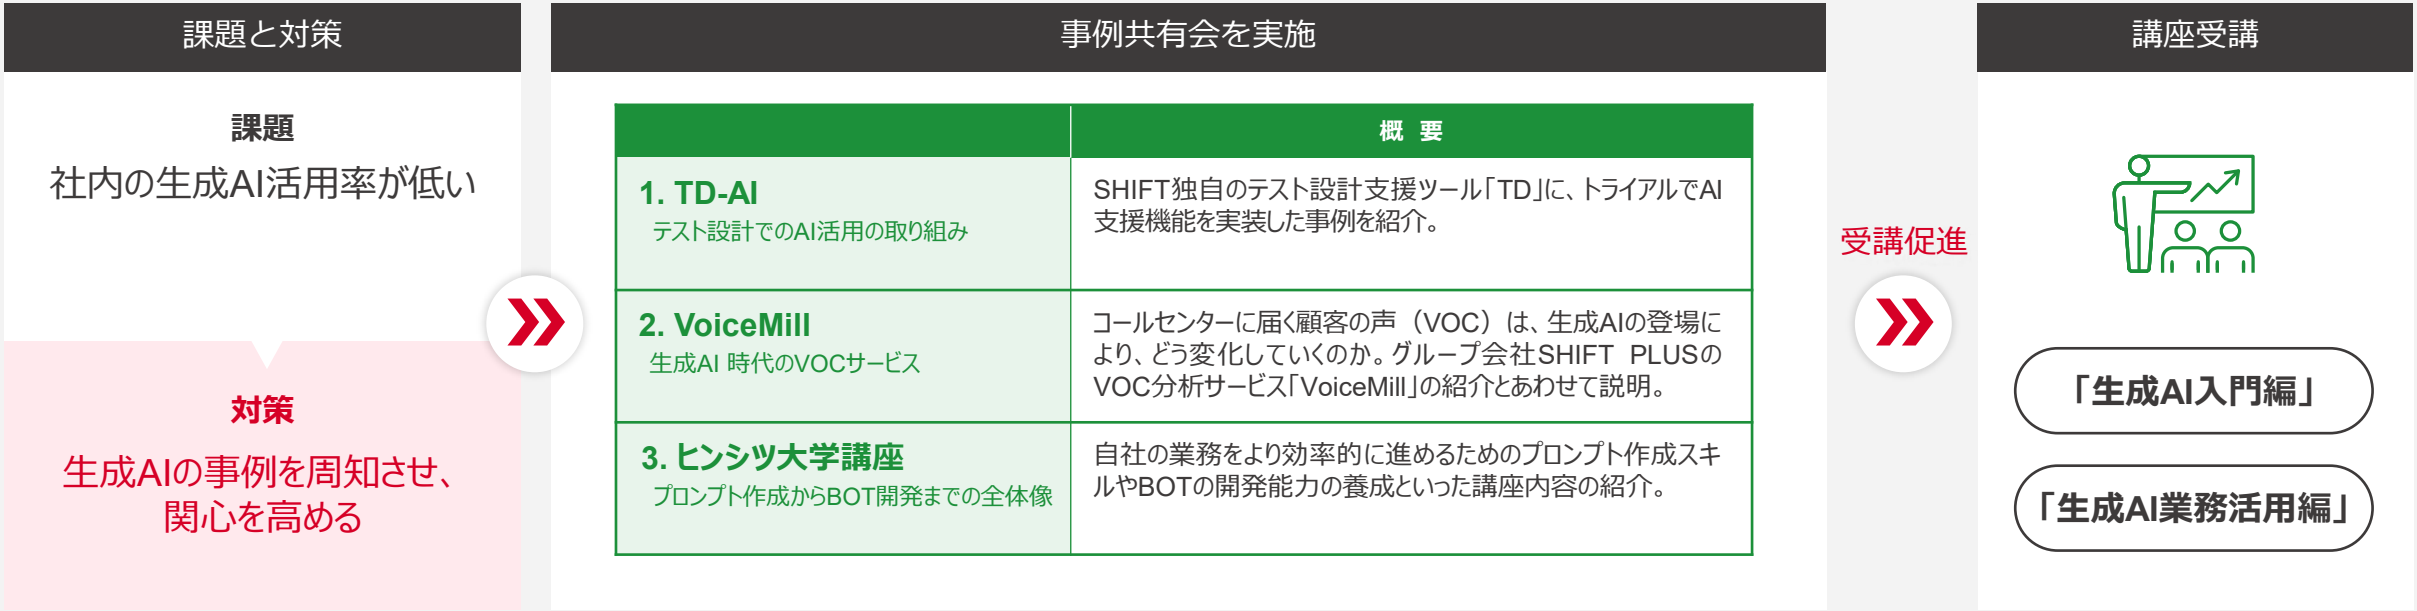 課題と対策
課題
社内の生成AI活用率が低い
対策
生成AIの事例を周知させ、
関心を高める
事例共有会を実施
概 要
1. TD-AI
テスト設計でのAI活用の取り組み
SHIFT独自のテスト設計支援ツール「TD」に、トライアルでAI
支援機能を実装した事例を紹介。
2. VoiceMill
生成AI 時代のVOCサービス
コールセンターに届く顧客の声（VOC）は、生成AIの登場に
より、どう変化していくのか。グループ会社SHIFT PLUSの
VOC分析サービス「VoiceMill」の紹介とあわせて説明。
3. ヒンシツ大学講座
プロンプト作成からBOT開発までの全体像
自社の業務をより効率的に進めるためのプロンプト作成スキ
ルやBOTの開発能力の養成といった講座内容の紹介。
受講促進
講座受講
「生成AI入門編」
「生成AI業務活用編」